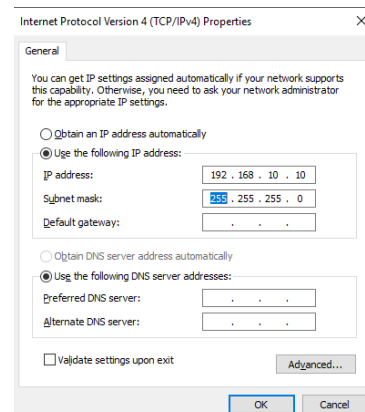 Internet Protocol Version 4 (TCP/IPv4) Properties
General
You can get IP settings assigned automatically if your network supports
this capability. Otherwise, you need to ask your network administrator
for the appropriate IP settings.
Obtain an IP address automatically
Use the following IP address:
IP address: 192 . 168 . 10 . 10
Subnet mask: 255 . 255 . 255 . 0
Default gateway: . . .
Obtain DNS server address automatically
Use the following DNS server addresses:
Preferred DNS server: . . .
Alternate DNS server: . . .
Validate settings upon exit
Advanced...
OK Cancel